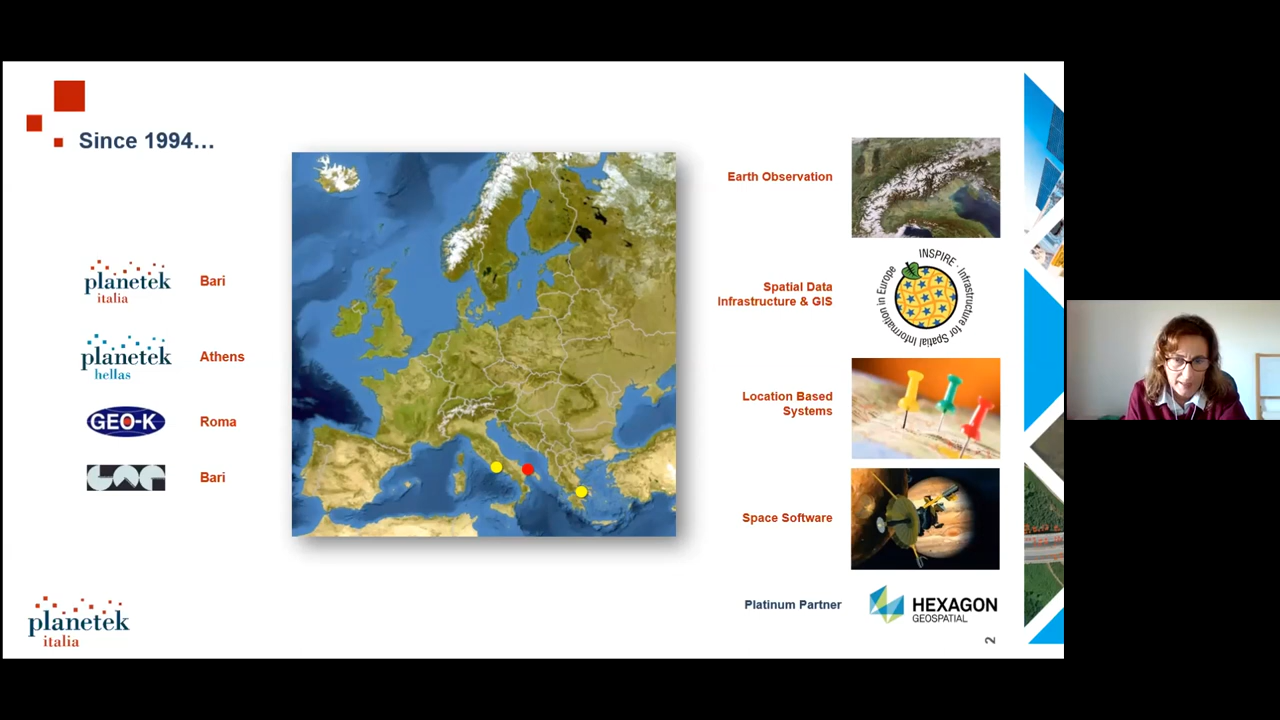 Since 1994…
planetek
italia
Bari
planetek
hellas
Athens
GEO-K
Roma
Bari
Earth Observation
Spatial Data
Infrastructure & GIS
INSPIRE · Infrastructure for Spatial Information in Europe
Location Based
Systems
Space Software
Platinum Partner
HEXAGON
GEOSPATIAL
planetek
italia
2